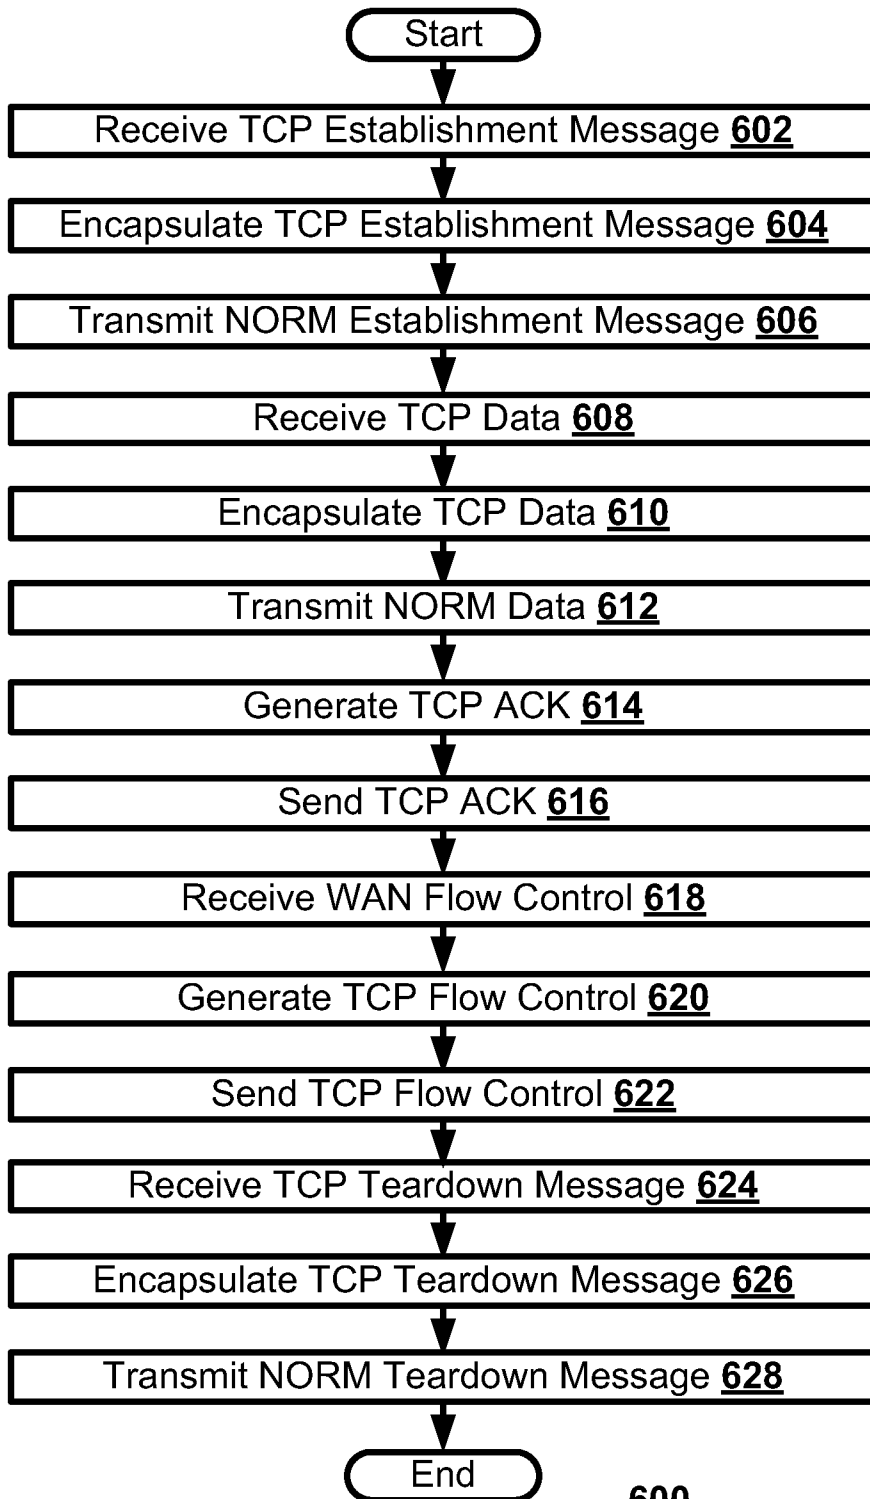 Start
Receive TCP Establishment Message 602
Encapsulate TCP Establishment Message 604
Transmit NORM Establishment Message 606
Receive TCP Data 608
Encapsulate TCP Data 610
Transmit NORM Data 612
Generate TCP ACK 614
Send TCP ACK 616
Receive WAN Flow Control 618
Generate TCP Flow Control 620
Send TCP Flow Control 622
Receive TCP Teardown Message 624
Encapsulate TCP Teardown Message 626
Transmit NORM Teardown Message 628
End
600